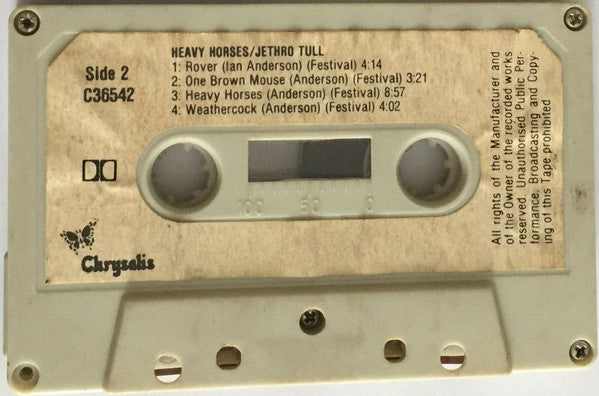 HEAVY HORSES/JETHRO TULL
Side 2
C36542
1: Rover (Ian Anderson) (Festival) 4:14
2: One Brown Mouse (Anderson) (Festival) 3:21
3: Heavy Horses (Anderson) (Festival) 8:57
4: Weathercock (Anderson) (Festival) 4:02
100 50 0
Chrysalis
All rights of the Manufacturer and
of the Owner of the recorded works
reserved. Unauthorised Public Per-
formance, Broadcasting and Copy-
ing of this Tape prohibited